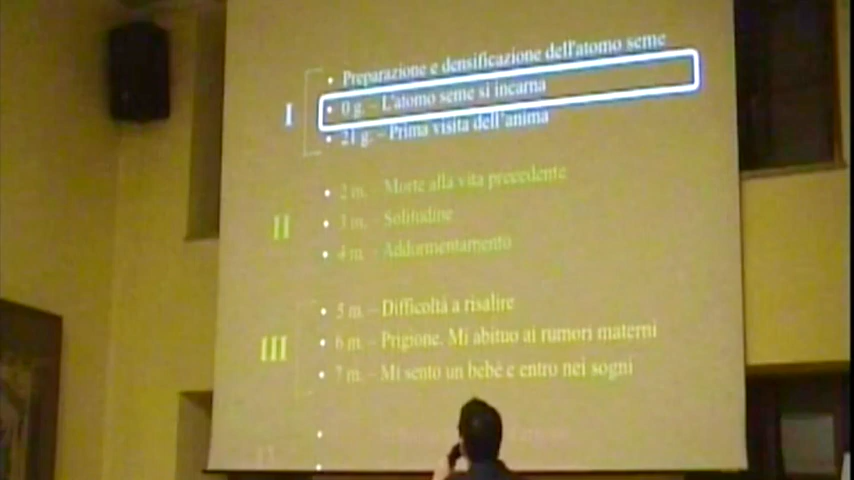 I
• Preparazione e densificazione dell'atomo seme
• 0 g. – L'atomo seme si incarna
• 21 g. – Prima visita dell'anima
II
• 2 m. – Morte alla vita precedente
• 3 m. – Solitudine
• 4 m. – Addormentamento
III
• 5 m. – Difficoltà a risalire
• 6 m. – Prigione. Mi abituo ai rumori materni
• 7 m. – Mi sento un bebè e entro nei sogni